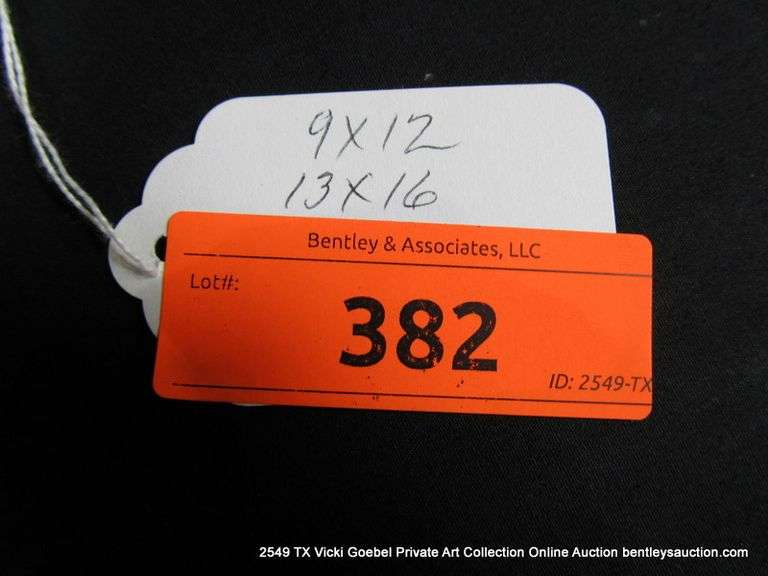 9X12
13X16
Bentley & Associates, LLC
Lot#:
382
ID: 2549-TX
2549 TX Vicki Goebel Private Art Collection Online Auction bentleysauction.com